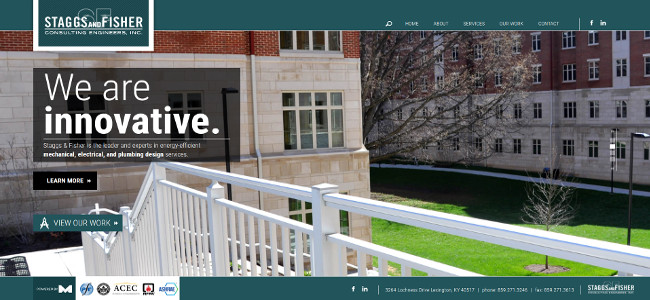 STAGGS AND FISHER
CONSULTING ENGINEERS, INC.
HOME ABOUT SERVICES OUR WORK CONTACT
f in
We are
innovative.
Staggs & Fisher is the leader and experts in energy-efficient
mechanical, electrical, and plumbing design services.
LEARN MORE »
VIEW OUR WORK »
POWERED BY M
ACEC
f in
3264 Lochness Drive Lexington, KY 40517 | phone: 859.271.3246 | fax: 859.271.3613
STAGGS AND FISHER
CONSULTING ENGINEERS, INC.